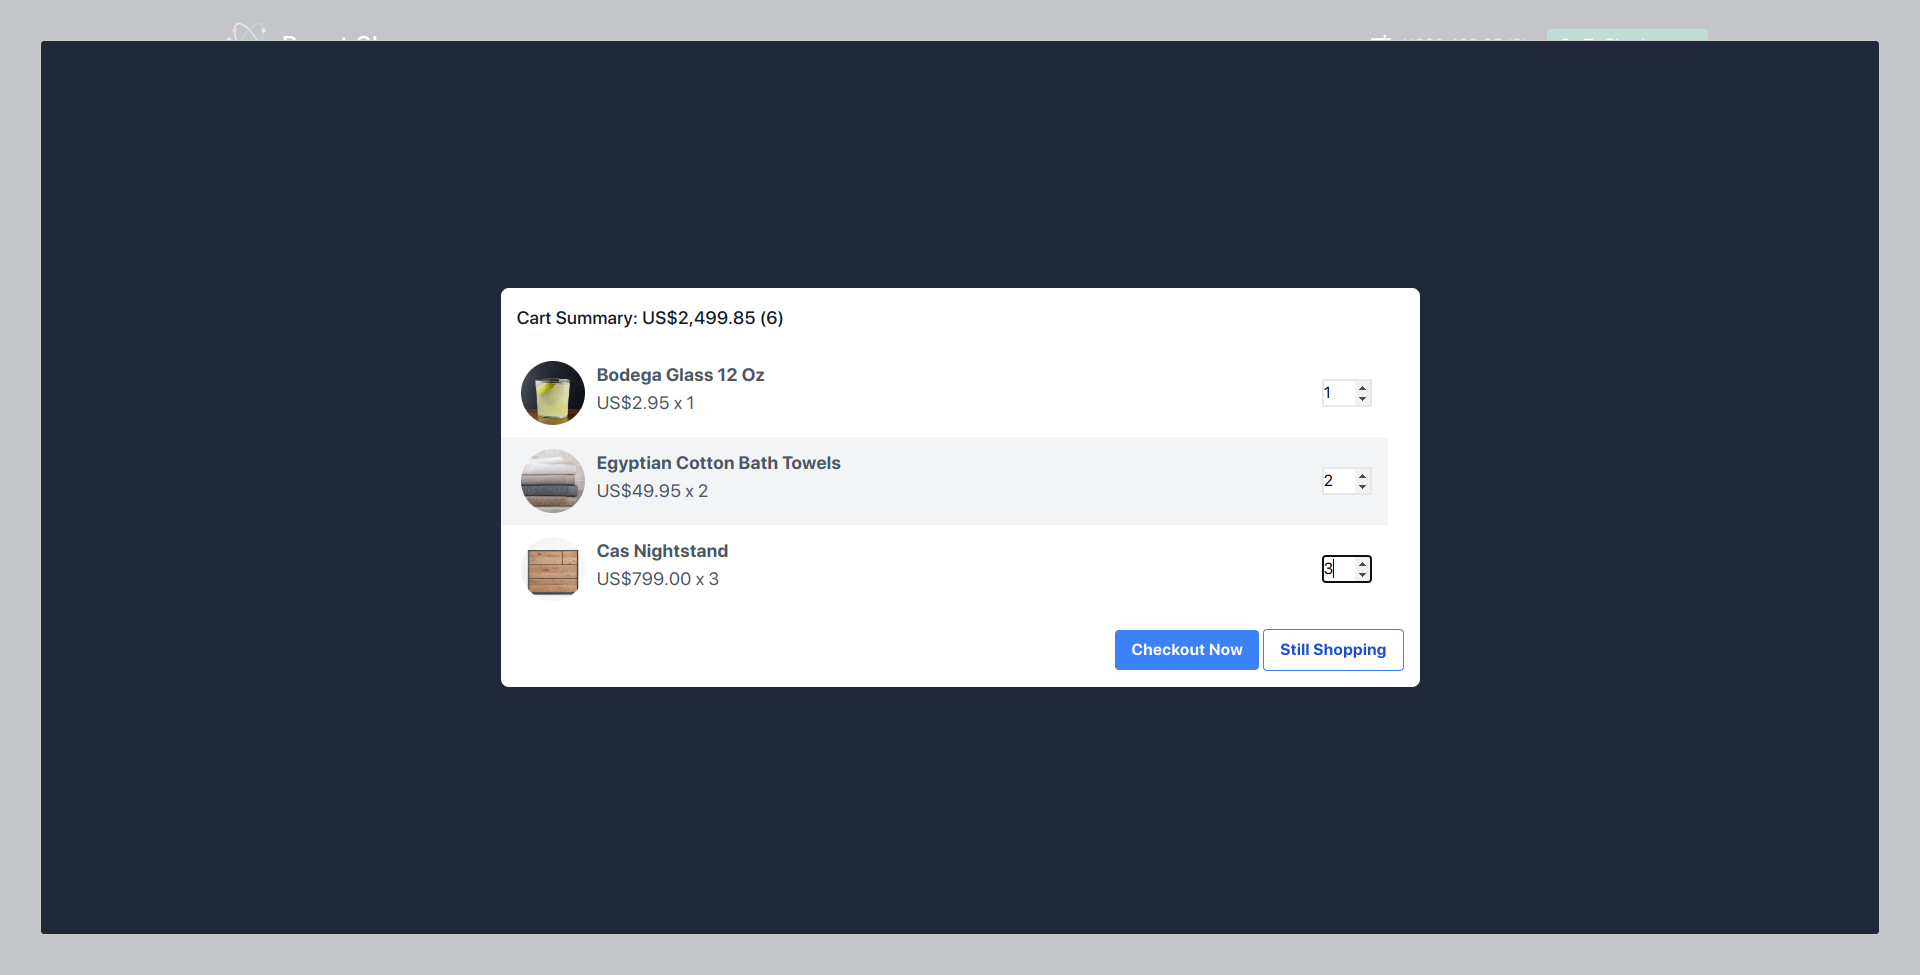 Cart Summary: US$2,499.85 (6)
Bodega Glass 12 Oz
US$2.95 x 1
1
Egyptian Cotton Bath Towels
US$49.95 x 2
2
Cas Nightstand
US$799.00 x 3
3
Checkout Now
Still Shopping